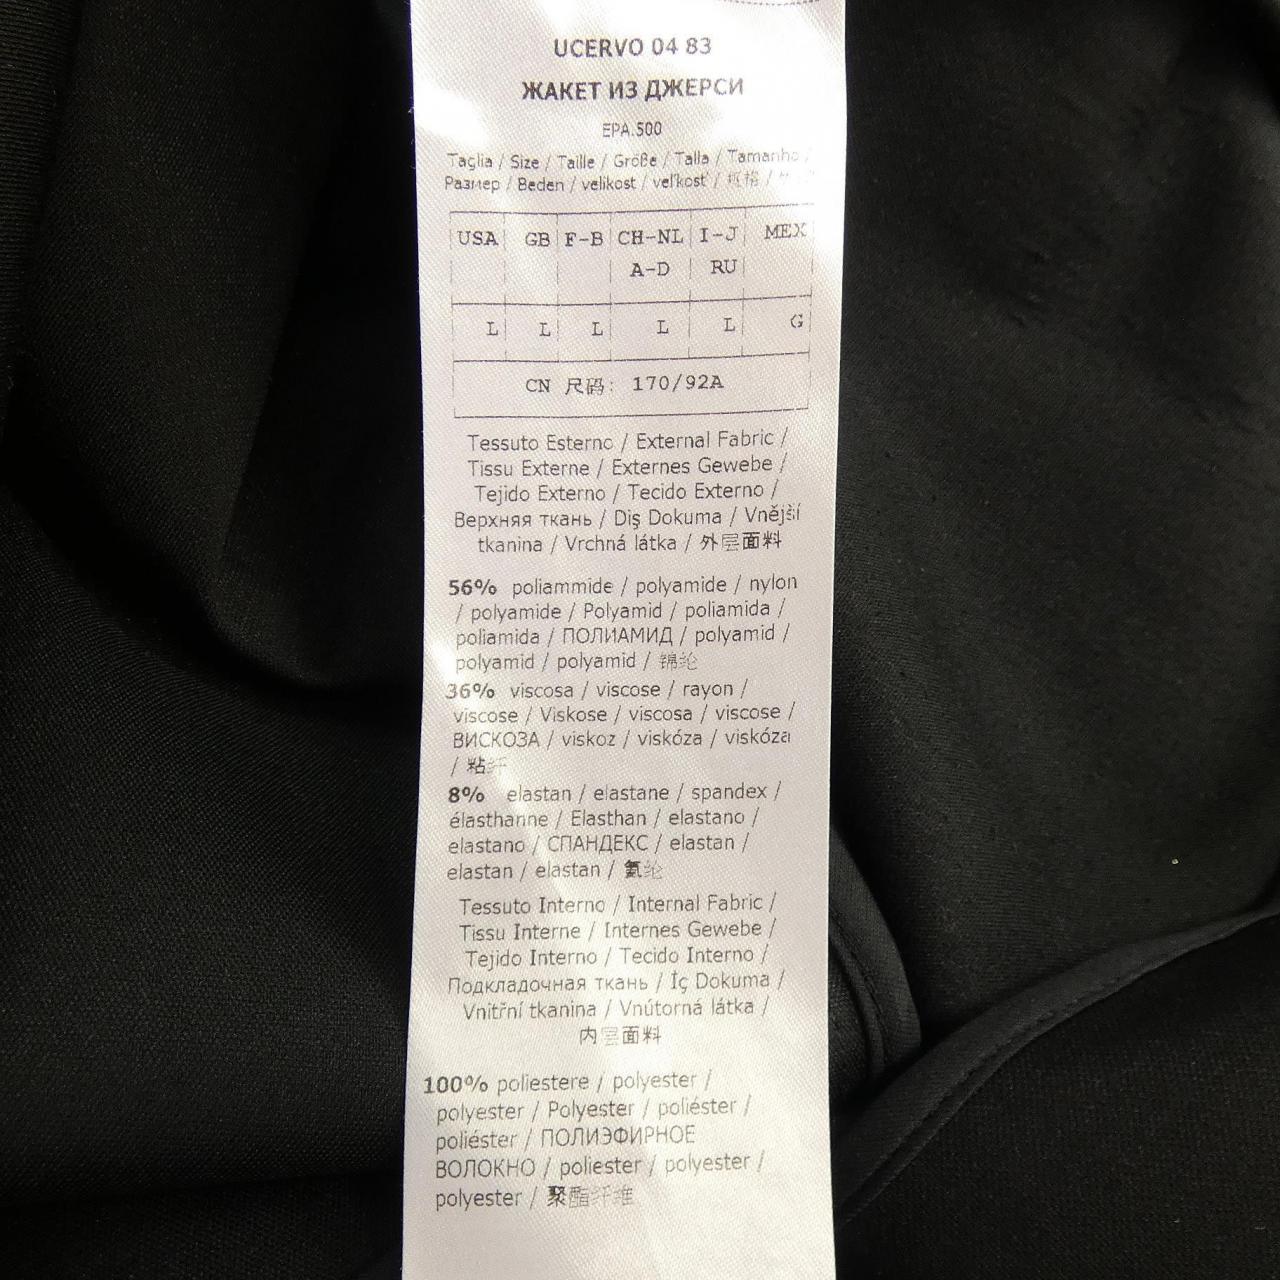 UCERVO 04 83
ЖАКЕТ ИЗ ДЖЕРСИ
EPA.500
Taglia / Size / Taille / Größe / Talla / Tamanho /
Размер / Beden / velikost / veľkosť /
USA GB F-B CH-NL I-J MEX
A-D RU
L L L L L G
CN 尺码: 170/92A
Tessuto Esterno / External Fabric /
Tissu Externe / Externes Gewebe /
Tejido Externo / Tecido Externo /
Верхняя ткань / Diş Dokuma / Vnější
tkanina / Vrchná látka / 外层面料
56% poliammide / polyamide / nylon
/ polyamide / Polyamid / poliamida /
poliamida / ПОЛИАМИД / polyamid /
polyamid / polyamid / 锦纶
36% viscosa / viscose / rayon /
viscose / Viskose / viscosa / viscose /
ВИСКОЗА / viskoz / viskóza / viskóza
/ 粘纤
8% elastan / elastane / spandex /
élasthanne / Elasthan / elastano /
elastano / СПАНДЕКС / elastan /
elastan / elastan / 氨纶
Tessuto Interno / Internal Fabric /
Tissu Interne / Internes Gewebe /
Tejido Interno / Tecido Interno /
Подкладочная ткань / İç Dokuma /
Vnitřní tkanina / Vnútorná látka /
内层面料
100% poliestere / polyester /
polyester / Polyester / poliéster /
poliéster / ПОЛИЭФИРНОЕ
ВОЛОКНО / poliester / polyester /
polyester / 聚酯纤维